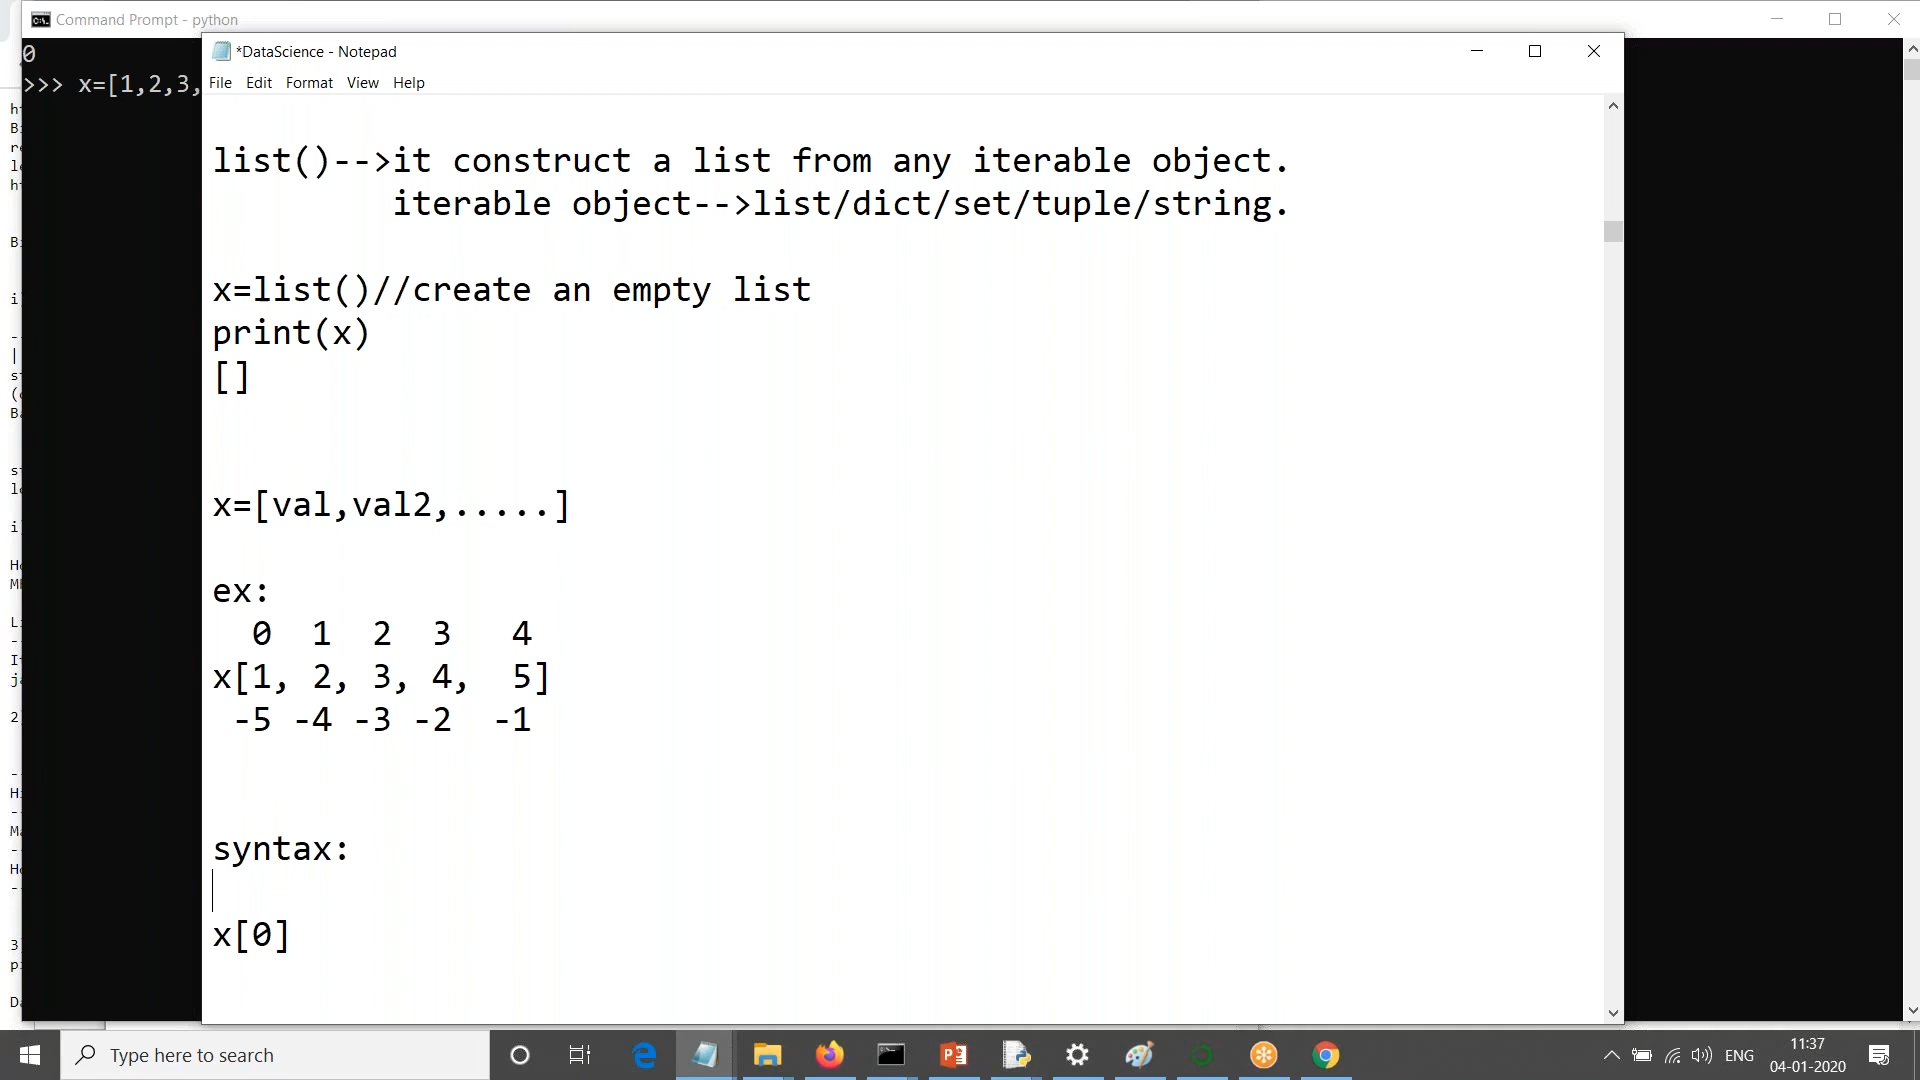 Command Prompt - python
0
>>> x=[1,2,3,
*DataScience - Notepad
File Edit Format View Help
list()-->it construct a list from any iterable object.
iterable object-->list/dict/set/tuple/string.
x=list()//create an empty list
print(x)
[]
x=[val,val2,.....]
ex:
0 1 2 3 4
x[1, 2, 3, 4, 5]
-5 -4 -3 -2 -1
syntax:
x[0]
Type here to search
ENG
11:37
04-01-2020